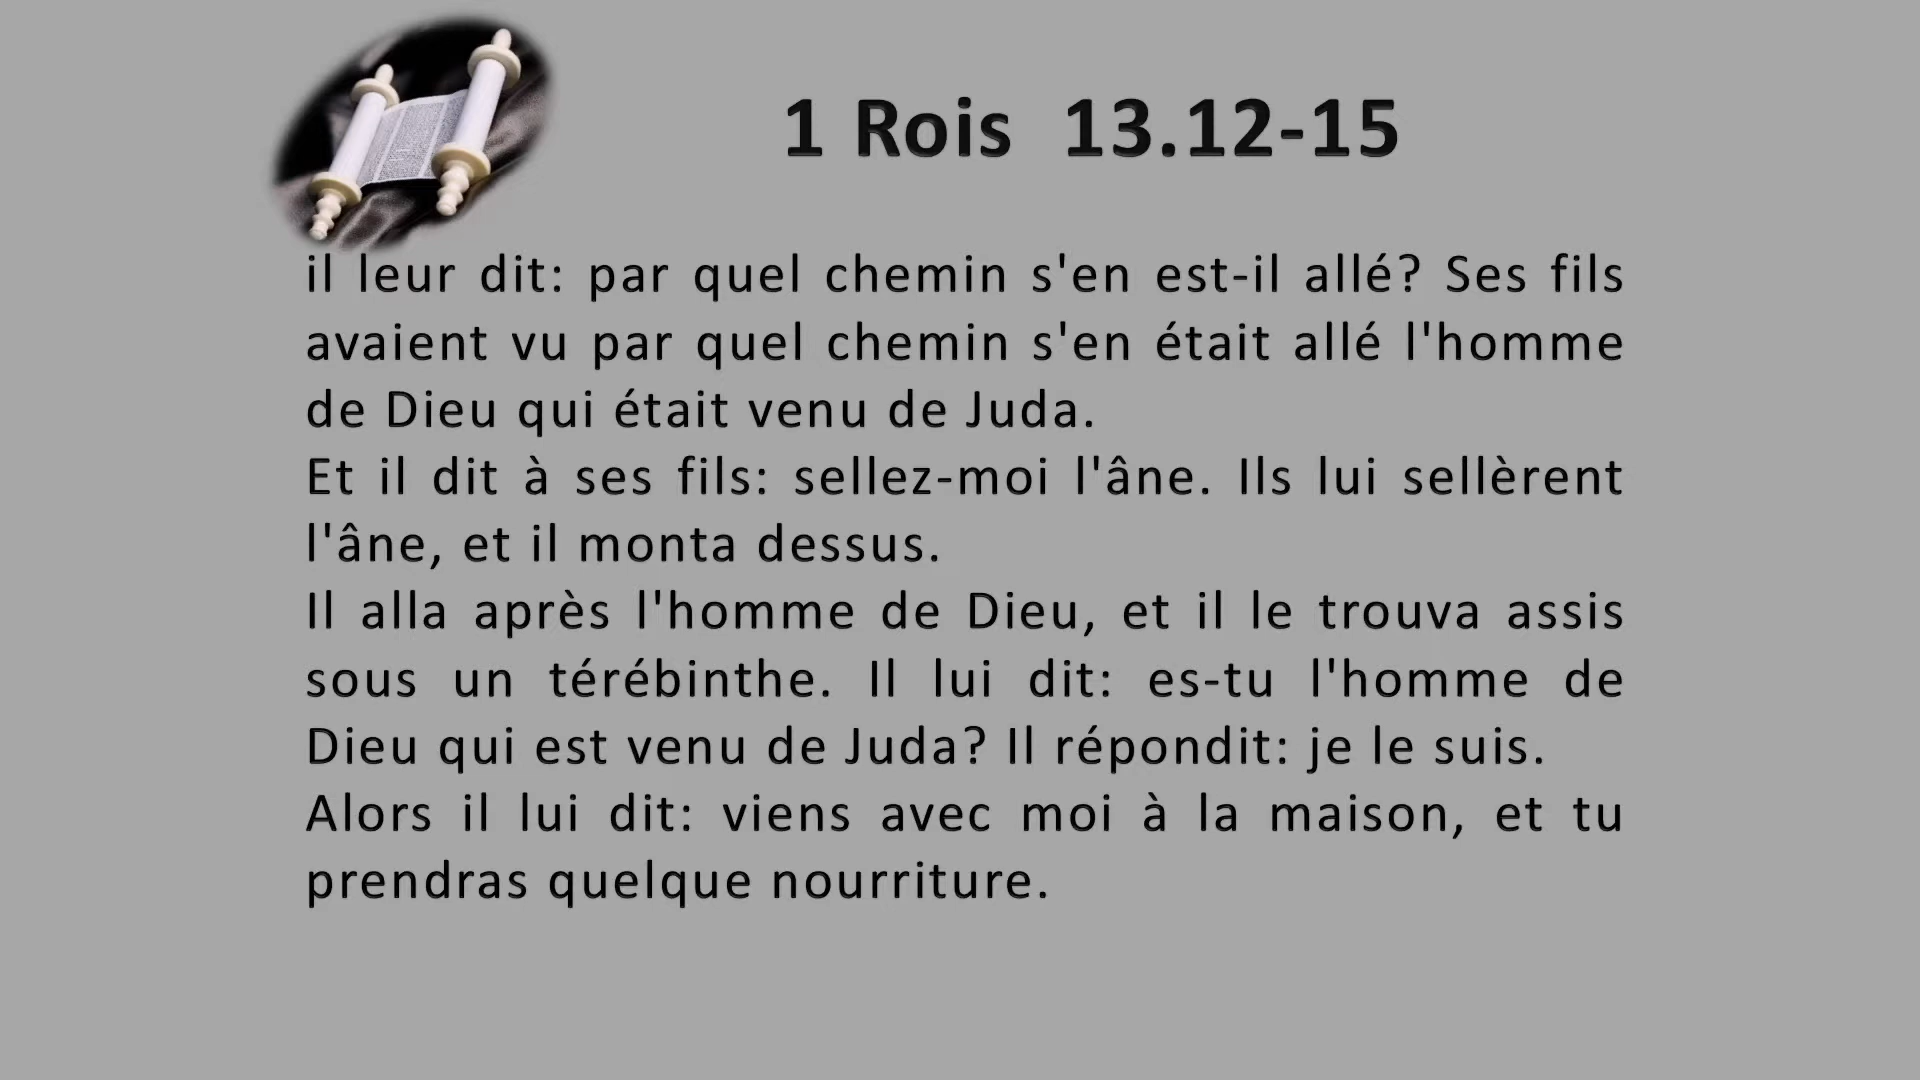 1 Rois 13.12-15
il leur dit: par quel chemin s'en est-il allé? Ses fils
avaient vu par quel chemin s'en était allé l'homme
de Dieu qui était venu de Juda.
Et il dit à ses fils: sellez-moi l'âne. Ils lui sellèrent
l'âne, et il monta dessus.
Il alla après l'homme de Dieu, et il le trouva assis
sous un térébinthe. Il lui dit: es-tu l'homme de
Dieu qui est venu de Juda? Il répondit: je le suis.
Alors il lui dit: viens avec moi à la maison, et tu
prendras quelque nourriture.